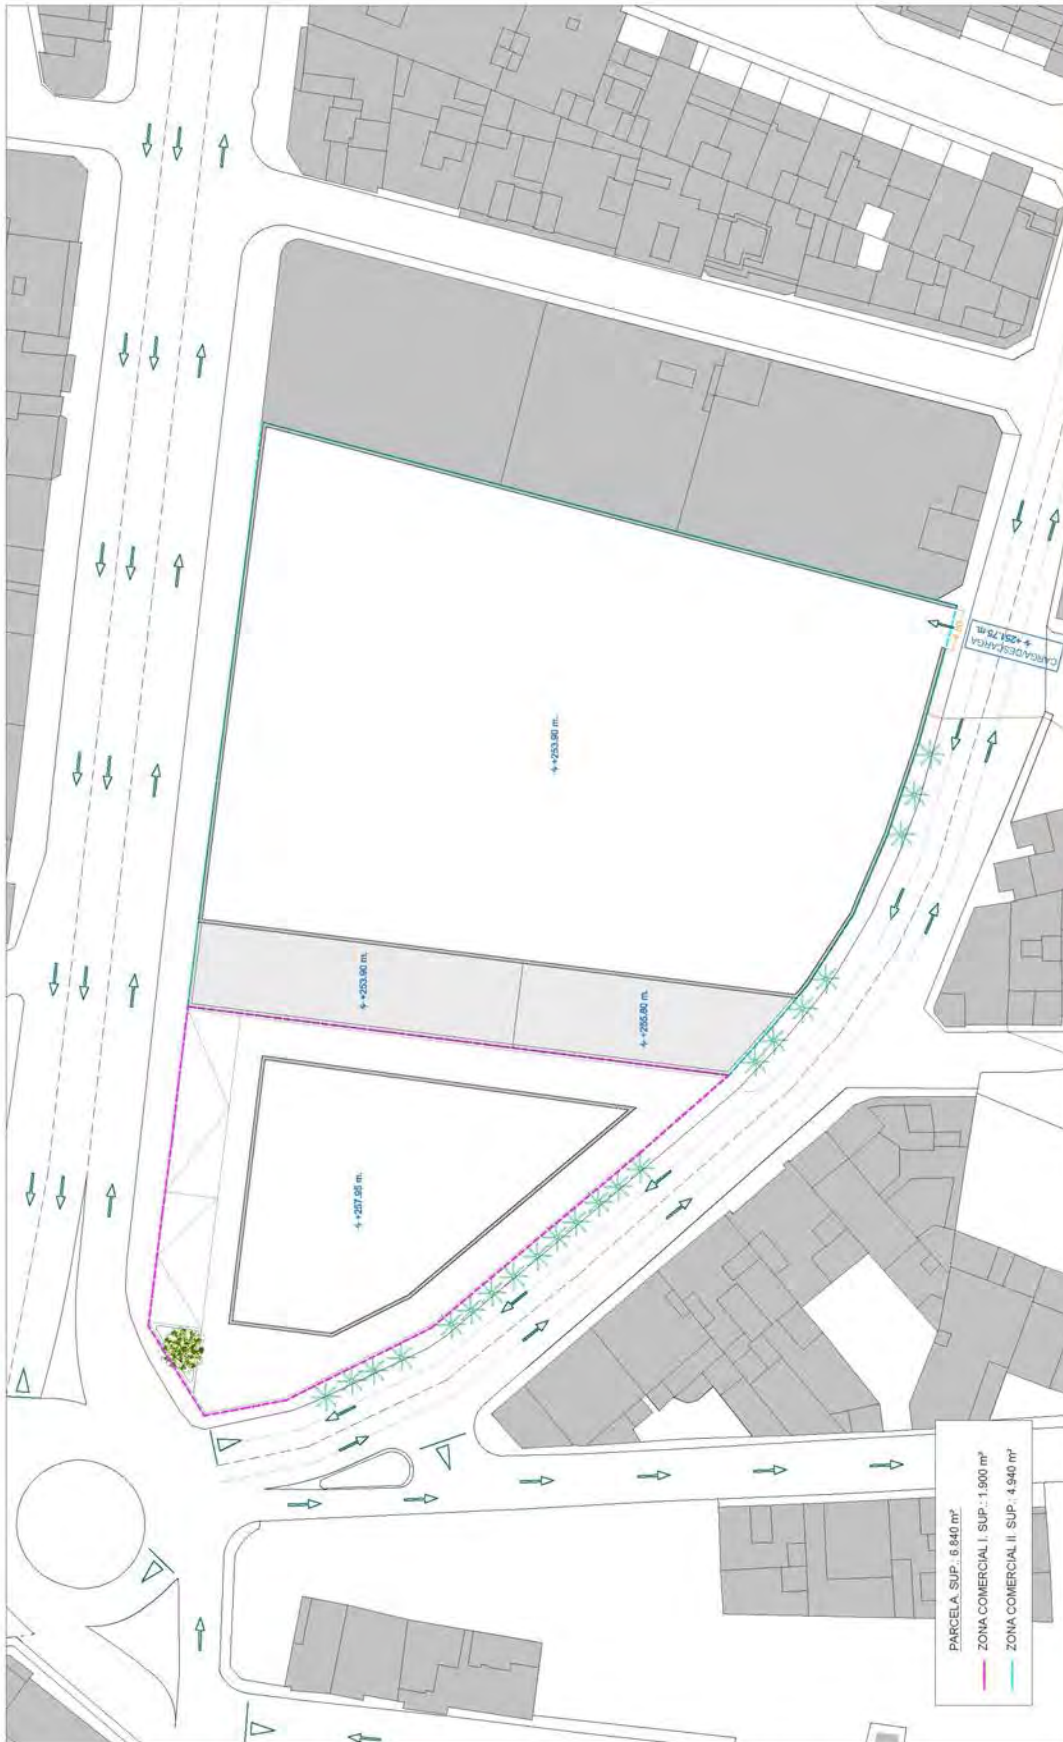 +253.90 m.
+253.90 m.
+255.80 m.
+257.95 m.
CARGA/DESCARGA
+251.75 m.
PARCELA. SUP.: 6.840 m²
ZONA COMERCIAL I. SUP.: 1.900 m²
ZONA COMERCIAL II. SUP.: 4.940 m²